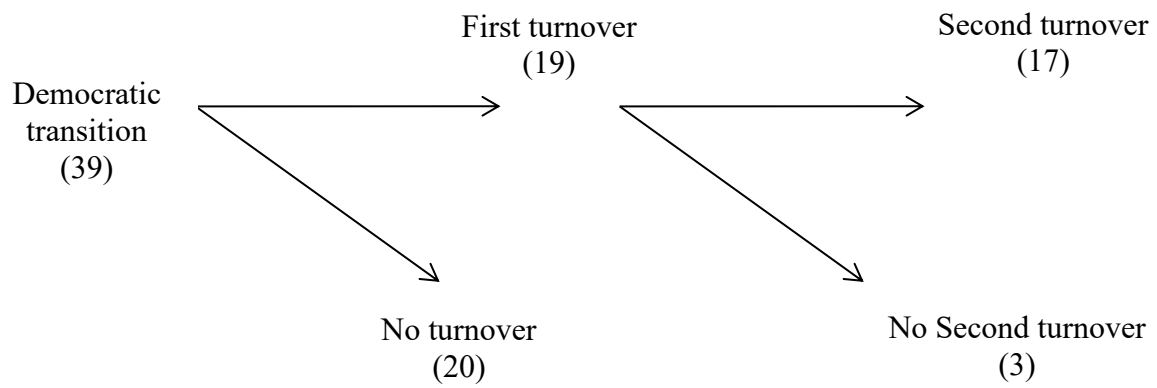 First turnover
(19)
Second turnover
(17)
Democratic
transition
(39)
No turnover
(20)
No Second turnover
(3)